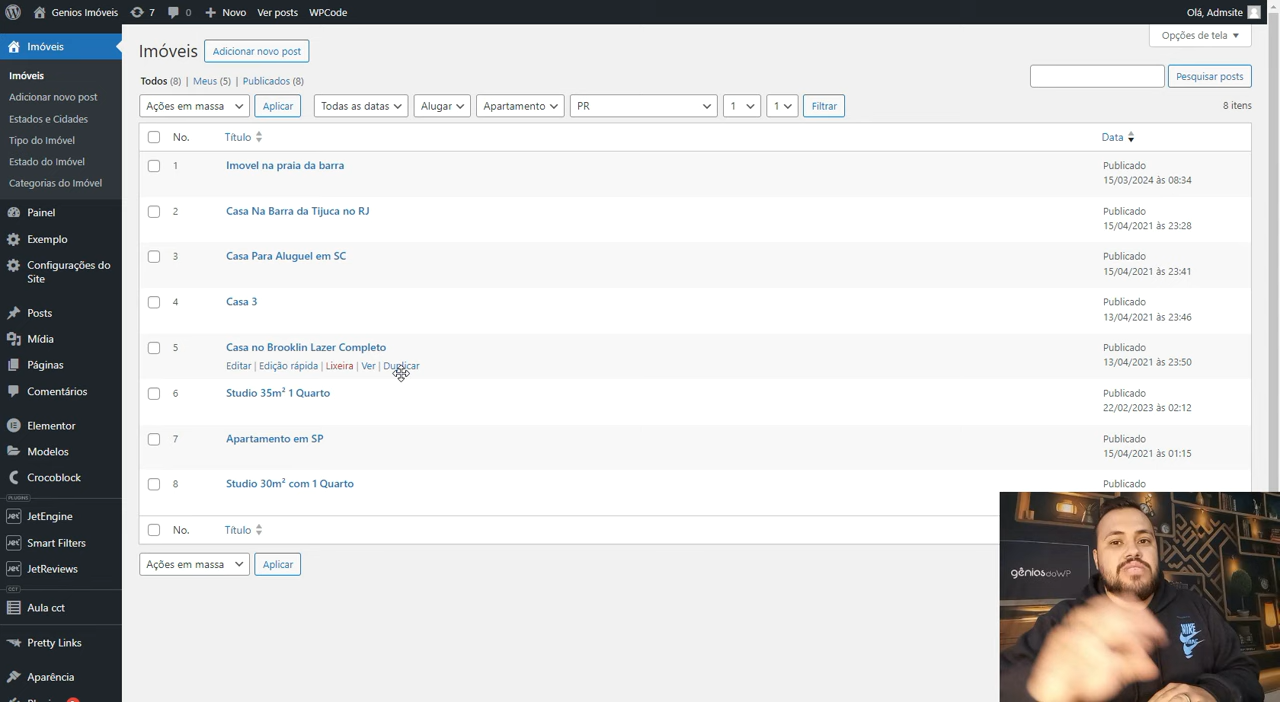 Genios Imóveis 7 0 Novo Ver posts WPCode Olá, Admsite
Imóveis
Imóveis
Adicionar novo post
Estados e Cidades
Tipo do Imóvel
Estado do Imóvel
Categorias do Imóvel
Painel
Exemplo
Configurações do
Site
Posts
Mídia
Páginas
Comentários
Elementor
Modelos
Crocoblock
PLUGINS
JetEngine
Smart Filters
JetReviews
CCT
Aula cct
Pretty Links
Aparência
Imóveis Adicionar novo post Opções de tela
Todos (8) | Meus (5) | Publicados (8) Pesquisar posts
Ações em massa Aplicar Todas as datas Alugar Apartamento PR 1 1 Filtrar 8 itens
No. Título Data
1 Imovel na praia da barra Publicado
15/03/2024 às 08:34
2 Casa Na Barra da Tijuca no RJ Publicado
15/04/2021 às 23:28
3 Casa Para Aluguel em SC Publicado
15/04/2021 às 23:41
4 Casa 3 Publicado
13/04/2021 às 23:46
5 Casa no Brooklin Lazer Completo Publicado
Editar | Edição rápida | Lixeira | Ver | Duplicar 13/04/2021 às 23:50
6 Studio 35m² 1 Quarto Publicado
22/02/2023 às 02:12
7 Apartamento em SP Publicado
15/04/2021 às 01:15
8 Studio 30m² com 1 Quarto Publicado
No. Título
Ações em massa Aplicar
gêniosdoWP
NIKE